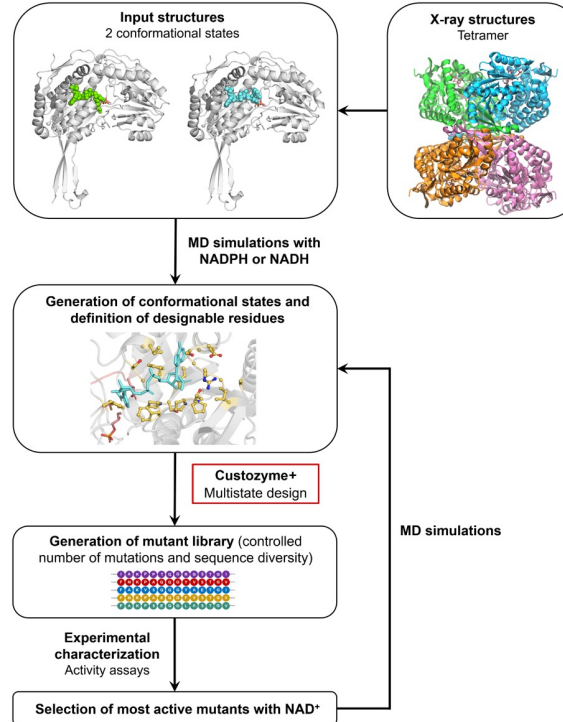 Input structures
2 conformational states
X-ray structures
Tetramer
MD simulations with
NADPH or NADH
Generation of conformational states and
definition of designable residues
Custozyme+
Multistate design
Generation of mutant library (controlled
number of mutations and sequence diversity)
MD simulations
Experimental
characterization
Activity assays
Selection of most active mutants with NAD⁺